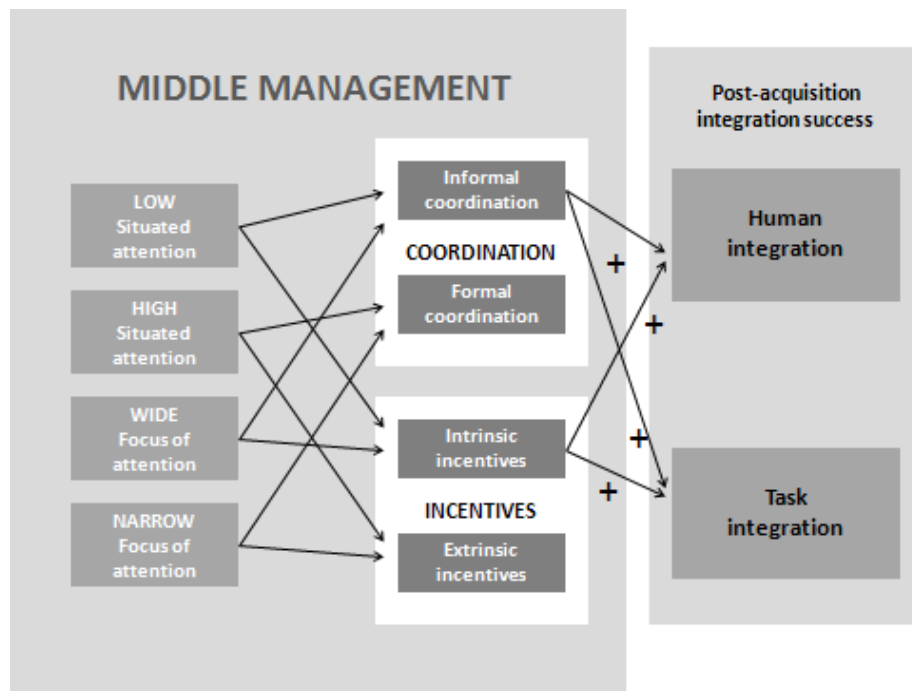 MIDDLE MANAGEMENT
LOW
Situated
attention
HIGH
Situated
attention
WIDE
Focus of
attention
NARROW
Focus of
attention
Informal
coordination
COORDINATION
Formal
coordination
Intrinsic
incentives
INCENTIVES
Extrinsic
incentives
+
+
+
+
Post-acquisition
integration success
Human
integration
Task
integration